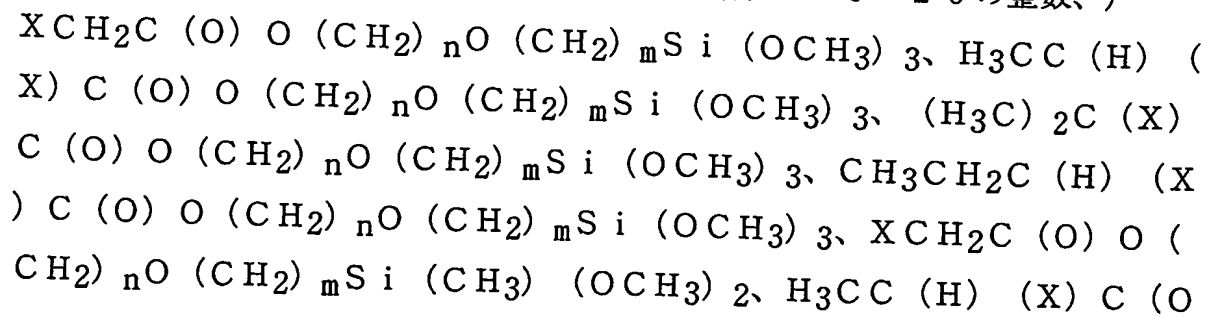 XCH2C (O) O (CH2) nO (CH2) mSi (OCH3) 3、H3CC (H) (
X) C (O) O (CH2) nO (CH2) mSi (OCH3) 3、 (H3C) 2C (X)
C (O) O (CH2) nO (CH2) mSi (OCH3) 3、CH3CH2C (H) (X
) C (O) O (CH2) nO (CH2) mSi (OCH3) 3、XCH2C (O) O (
CH2) nO (CH2) mSi (CH3) (OCH3) 2、H3CC (H) (X) C (O